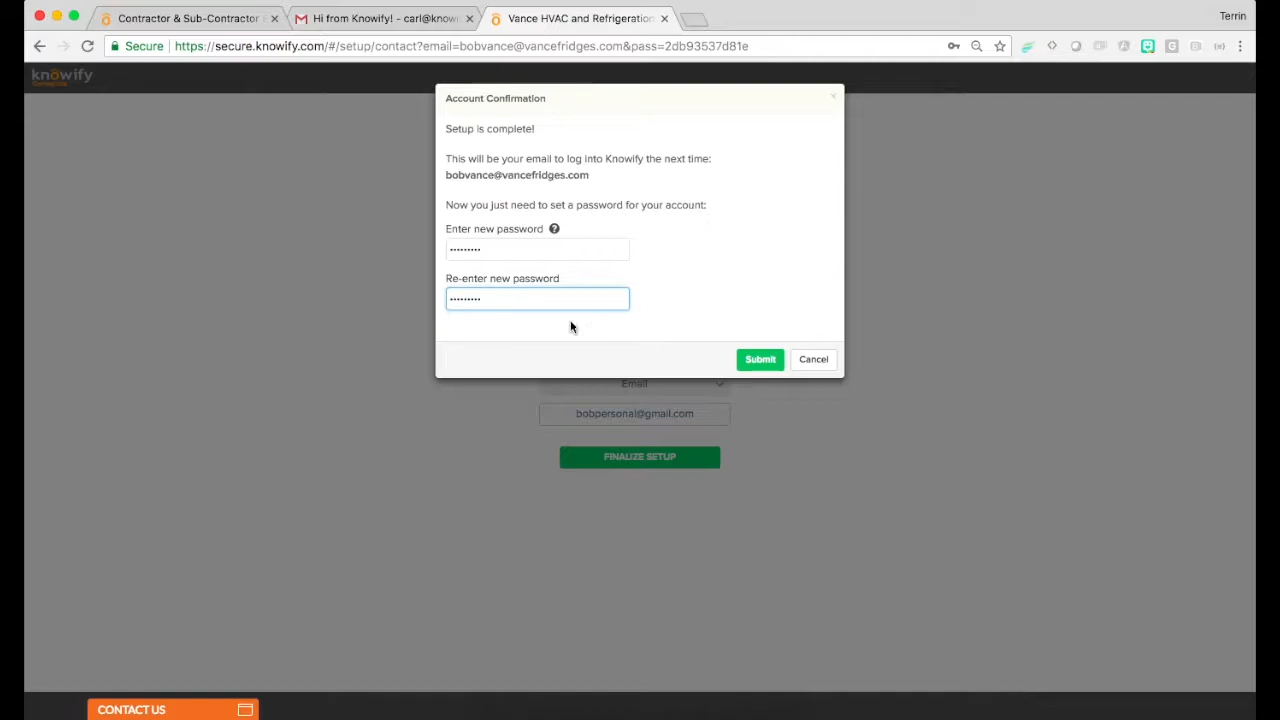 Contractor & Sub-Contractor S
Hi from Knowify! - carl@know
Vance HVAC and Refrigeration
Terrin
Secure https://secure.knowify.com/#/setup/contact?email=bobvance@vancefridges.com&pass=2db93537d81e
knowify
Account Confirmation
Setup is complete!
This will be your email to log into Knowify the next time:
bobvance@vancefridges.com
Now you just need to set a password for your account:
Enter new password ?
•••••••••
Re-enter new password
•••••••••
Submit Cancel
Email
bobpersonal@gmail.com
FINALIZE SETUP
CONTACT US